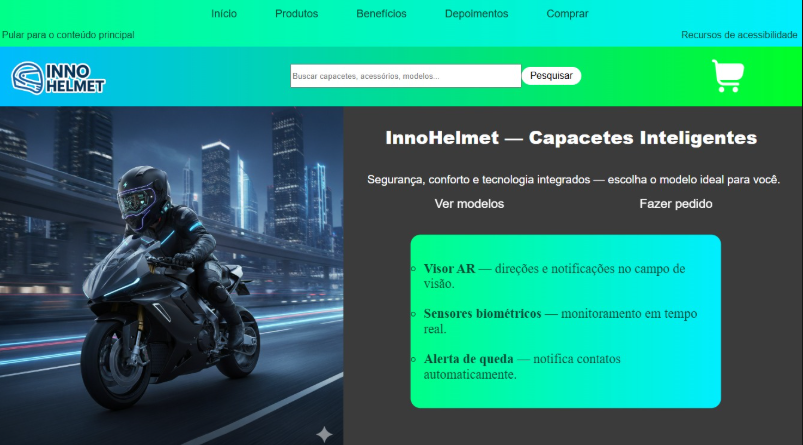 Início Produtos Benefícios Depoimentos Comprar
Pular para o conteúdo principal Recursos de acessibilidade
INNO
HELMET
Buscar capacetes, acessórios, modelos... Pesquisar
InnoHelmet — Capacetes Inteligentes
Segurança, conforto e tecnologia integrados — escolha o modelo ideal para você.
Ver modelos Fazer pedido
Visor AR — direções e notificações no campo de
visão.
Sensores biométricos — monitoramento em tempo
real.
Alerta de queda — notifica contatos
automaticamente.